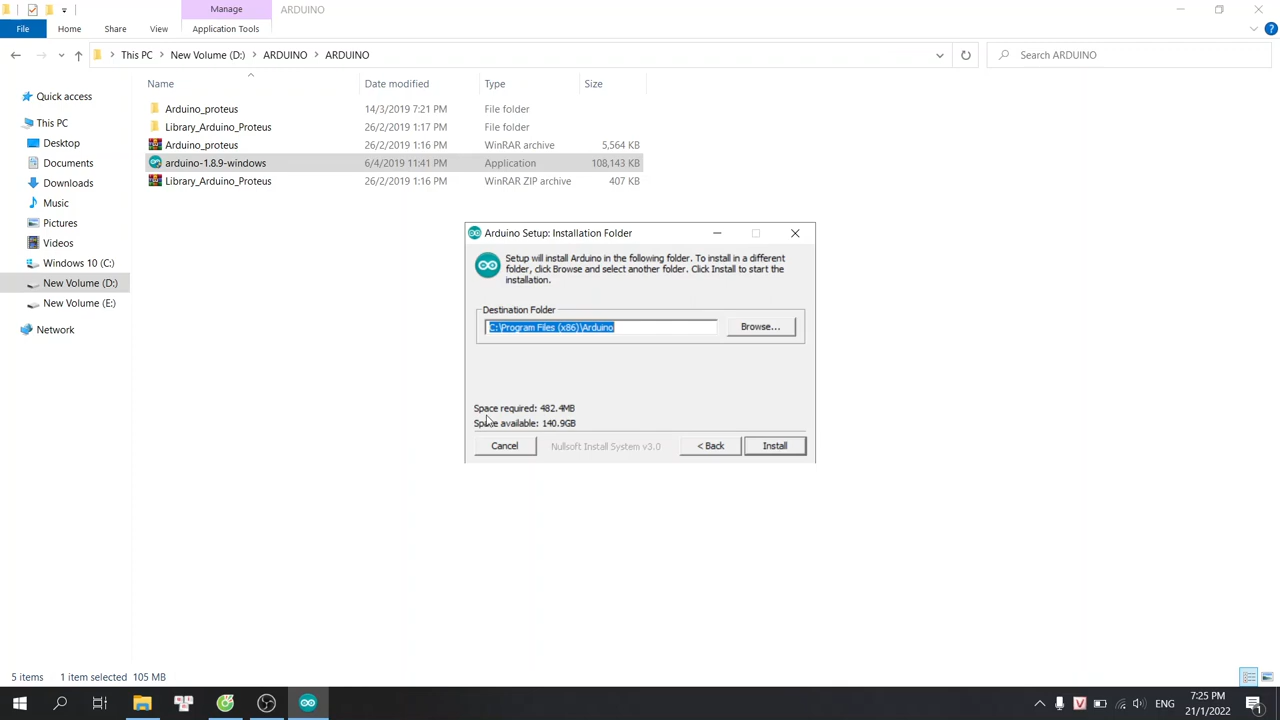 Manage
ARDUINO
File
Home
Share
View
Application Tools
This PC
New Volume (D:)
ARDUINO
ARDUINO
Search ARDUINO
Name
Date modified
Type
Size
Quick access
This PC
Desktop
Documents
Downloads
Music
Pictures
Videos
Windows 10 (C:)
New Volume (D:)
New Volume (E:)
Network
Arduino_proteus 14/3/2019 7:21 PM File folder
Library_Arduino_Proteus 26/2/2019 1:17 PM File folder
Arduino_proteus 26/2/2019 1:16 PM WinRAR archive 5,564 KB
arduino-1.8.9-windows 6/4/2019 11:41 PM Application 108,143 KB
Library_Arduino_Proteus 26/2/2019 1:16 PM WinRAR ZIP archive 407 KB
Arduino Setup: Installation Folder
Setup will install Arduino in the following folder. To install in a different
folder, click Browse and select another folder. Click Install to start the
installation.
Destination Folder
C:\Program Files (x86)\Arduino
Browse...
Space required: 482.4MB
Space available: 140.9GB
Cancel
Nullsoft Install System v3.0
< Back
Install
5 items
1 item selected 105 MB
ENG
7:25 PM
21/1/2022